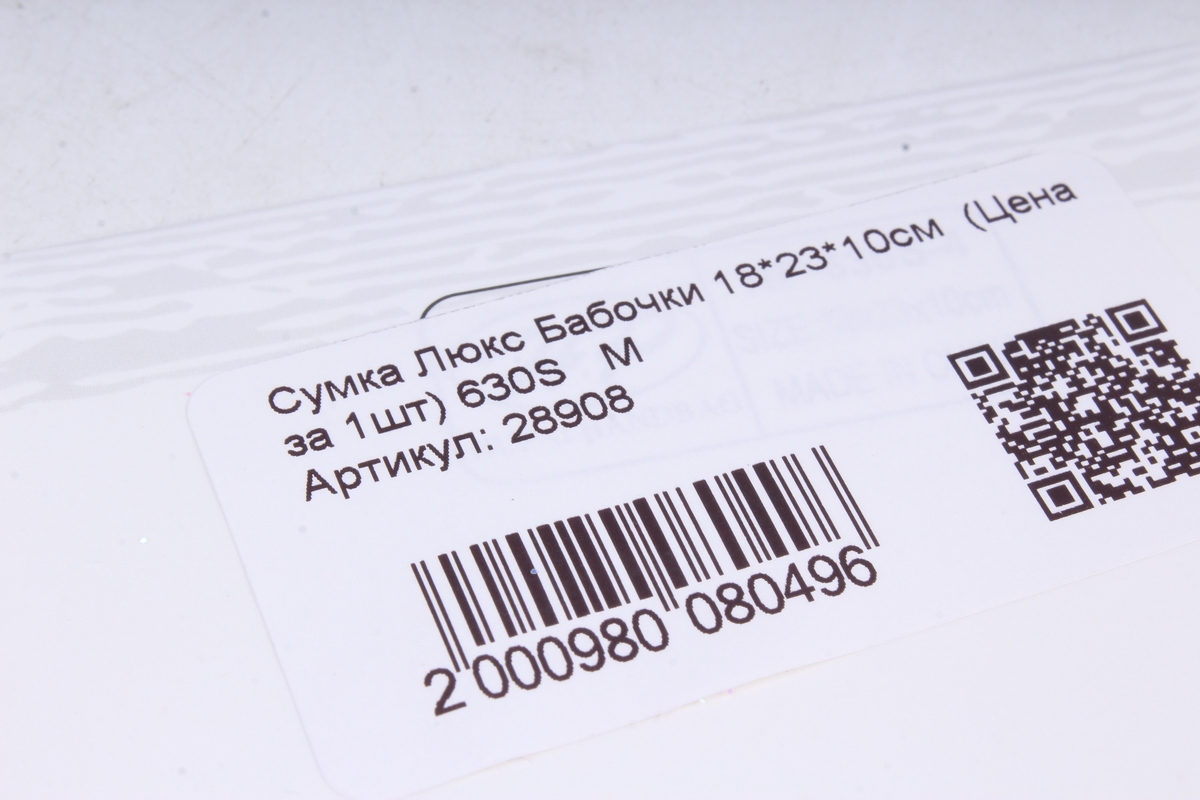 Сумка Люкс Бабочки 18*23*10см (Цена
за 1шт) 630S М
Артикул: 28908
2 000980 080496